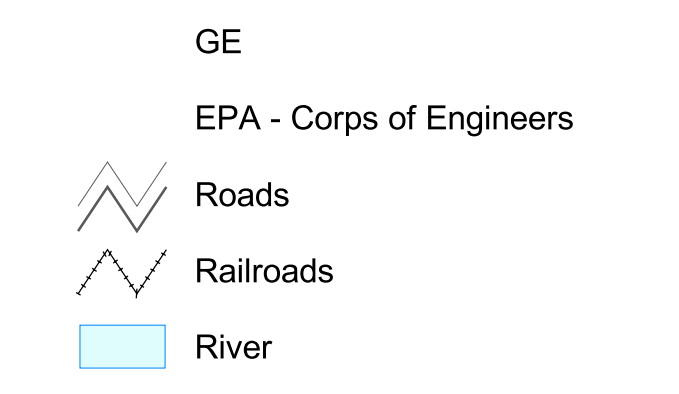 GE
EPA - Corps of Engineers
Roads
Railroads
River